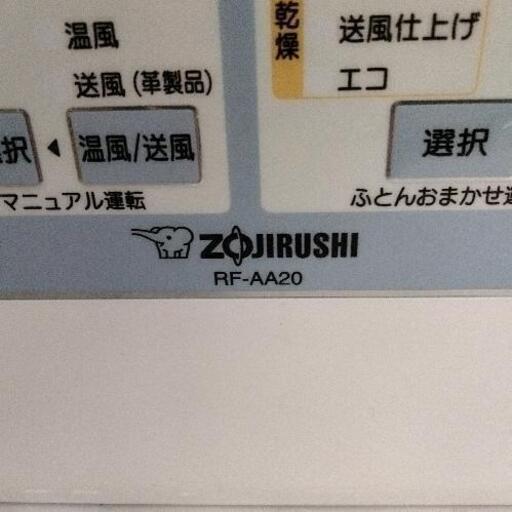 温風
送風(革製品)
択 ◀ 温風/送風
マニュアル運転
乾燥
送風仕上げ
エコ
選択
ふとんおまかせ
ZOJIRUSHI
RF-AA20